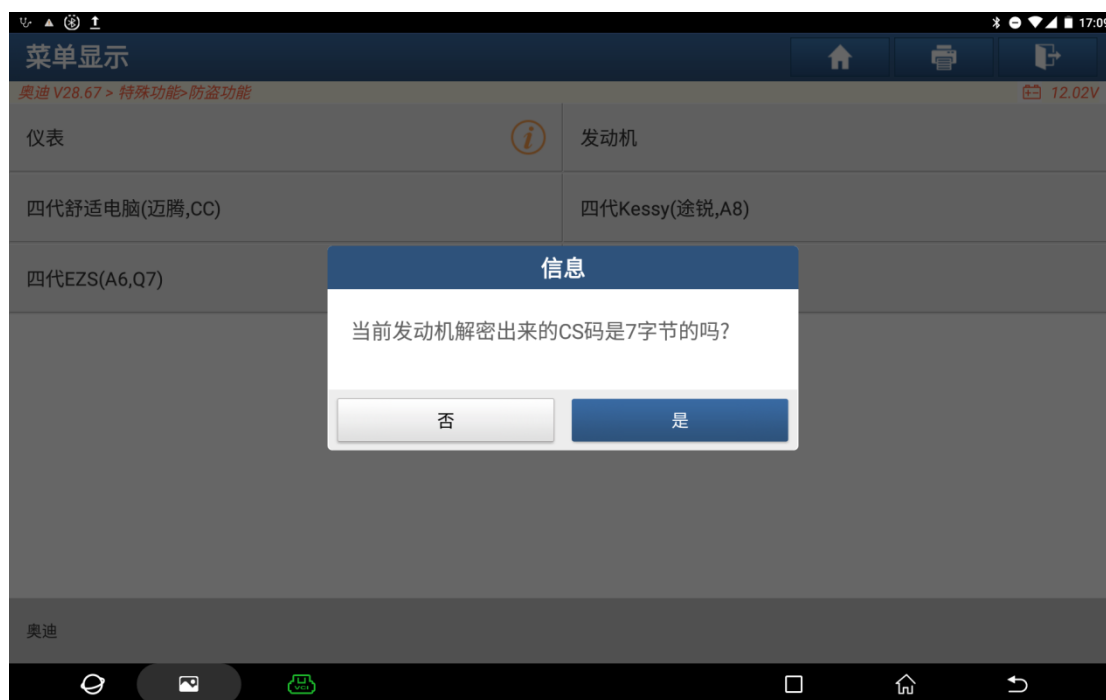 17:09
菜单显示
奥迪 V28.67 > 特殊功能>防盗功能
12.02V
仪表
发动机
四代舒适电脑(迈腾,CC)
四代Kessy(途锐,A8)
四代EZS(A6,Q7)
信息
当前发动机解密出来的CS码是7字节的吗?
否
是
奥迪
VCI